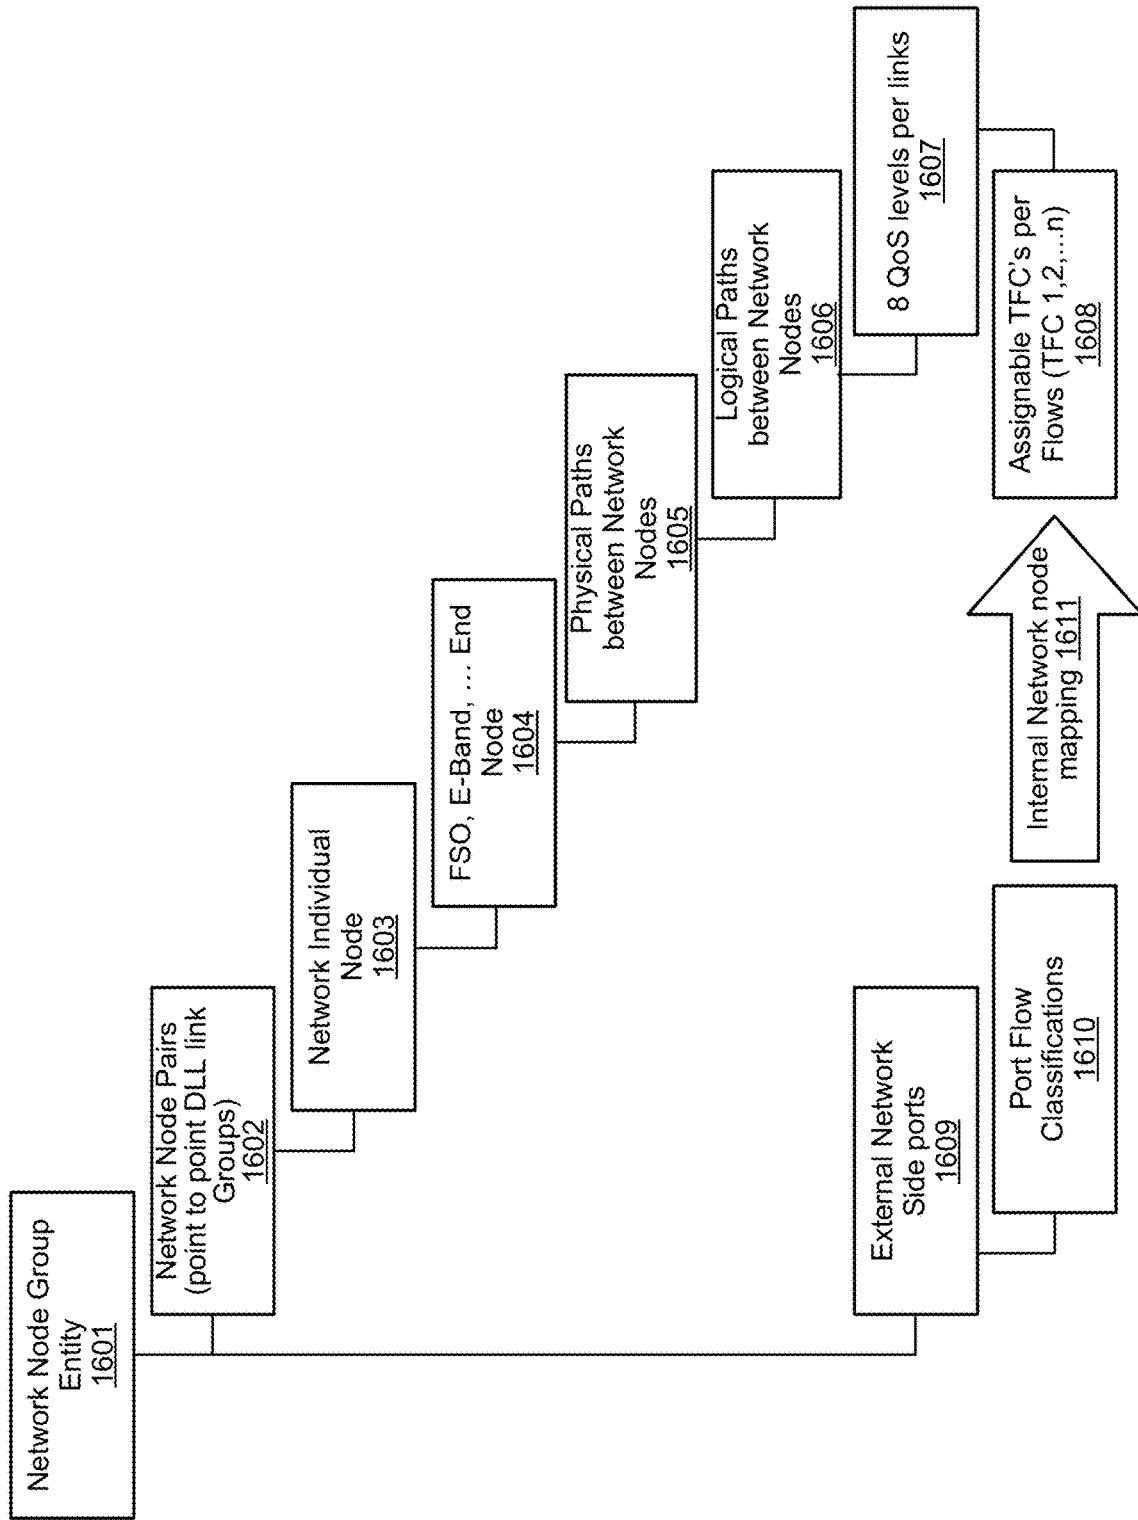 Network Node Group
Entity
1601
Network Node Pairs
(point to point DLL link
Groups)
1602
Network Individual
Node
1603
FSO, E-Band, ... End
Node
1604
Physical Paths
between Network
Nodes
1605
Logical Paths
between Network
Nodes
1606
8 QoS levels per links
1607
Assignable TFC's per
Flows (TFC 1,2,...n)
1608
External Network
Side ports
1609
Port Flow
Classifications
1610
Internal Network node
mapping 1611